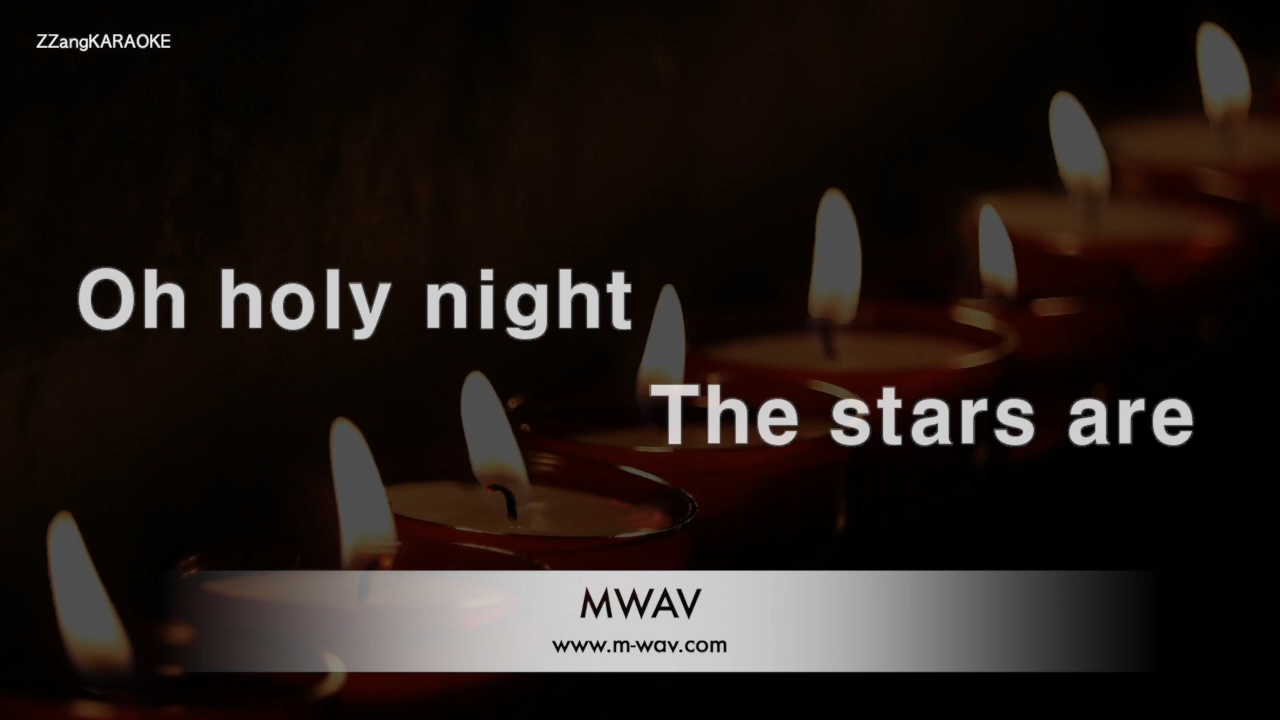 ZZangKARAOKE
Oh holy night
The stars are
MWAV
www.m-wav.com